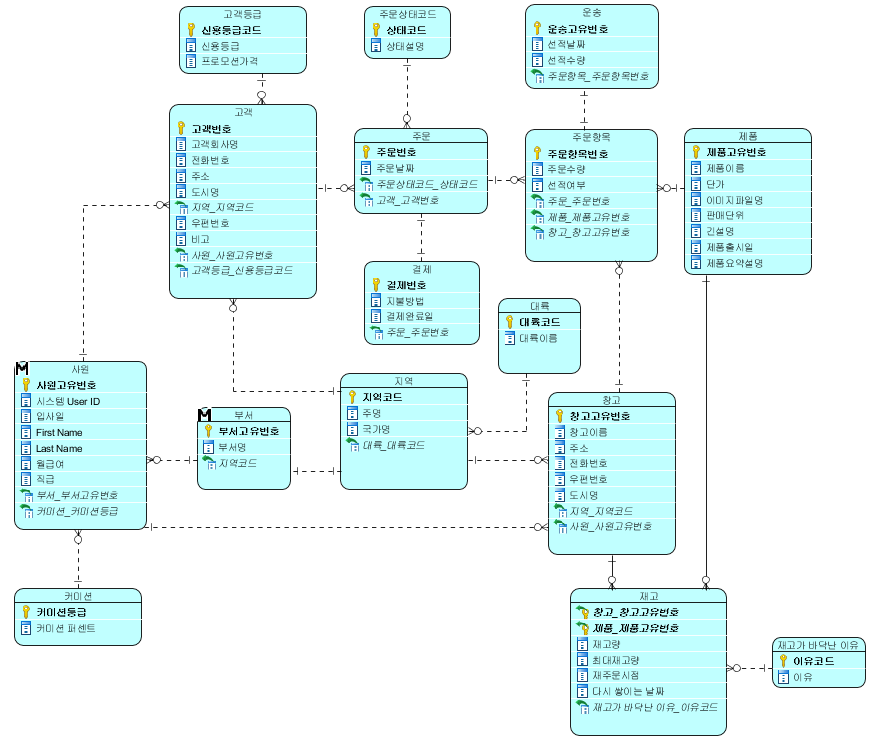 고객등급
신용등급코드
신용등급
프로모션가격
주문상태코드
상태코드
상태설명
운송
운송고유번호
선적날짜
선적수량
주문항목_주문항목번호
고객
고객번호
고객회사명
전화번호
주소
도시명
지역_지역코드
우편번호
비고
사원_사원고유번호
고객등급_신용등급코드
주문
주문번호
주문날짜
주문상태코드_상태코드
고객_고객번호
주문항목
주문항목번호
주문수량
선적여부
주문_주문번호
제품_제품고유번호
창고_창고고유번호
제품
제품고유번호
제품이름
단가
이미지파일명
판매단위
긴설명
제품출시일
제품요약설명
결제
결제번호
지불방법
결제완료일
주문_주문번호
대륙
대륙코드
대륙이름
M
사원
사원고유번호
시스템 User ID
입사일
First Name
Last Name
월급여
직급
부서_부서고유번호
커미션_커미션등급
M
부서
부서고유번호
부서명
지역코드
지역
지역코드
주명
국가명
대륙_대륙코드
창고
창고고유번호
창고이름
주소
전화번호
우편번호
도시명
지역_지역코드
사원_사원고유번호
커미션
커미션등급
커미션 퍼센트
재고
창고_창고고유번호
제품_제품고유번호
재고량
최대재고량
재주문시점
다시 쌓이는 날짜
재고가 바닥난 이유_이유코드
재고가 바닥난 이유
이유코드
이유